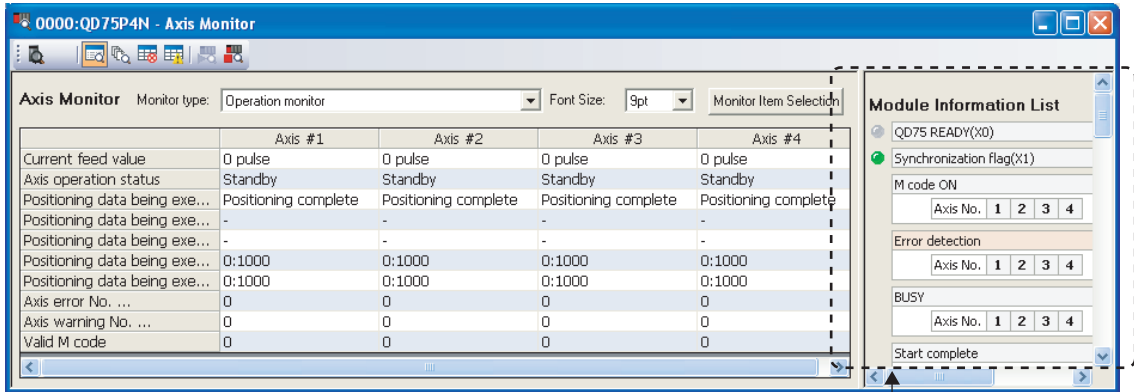 0000:QD75P4N - Axis Monitor
Axis Monitor Monitor type: Operation monitor Font Size: 9pt Monitor Item Selection
Axis #1 Axis #2 Axis #3 Axis #4
Current feed value 0 pulse 0 pulse 0 pulse 0 pulse
Axis operation status Standby Standby Standby Standby
Positioning data being exe... Positioning complete Positioning complete Positioning complete Positioning complete
Positioning data being exe... - - - -
Positioning data being exe... - - - -
Positioning data being exe... 0:1000 0:1000 0:1000 0:1000
Positioning data being exe... 0:1000 0:1000 0:1000 0:1000
Axis error No. ... 0 0 0 0
Axis warning No. ... 0 0 0 0
Valid M code 0 0 0 0
Module Information List
QD75 READY(X0)
Synchronization flag(X1)
M code ON
Axis No. 1 2 3 4
Error detection
Axis No. 1 2 3 4
BUSY
Axis No. 1 2 3 4
Start complete